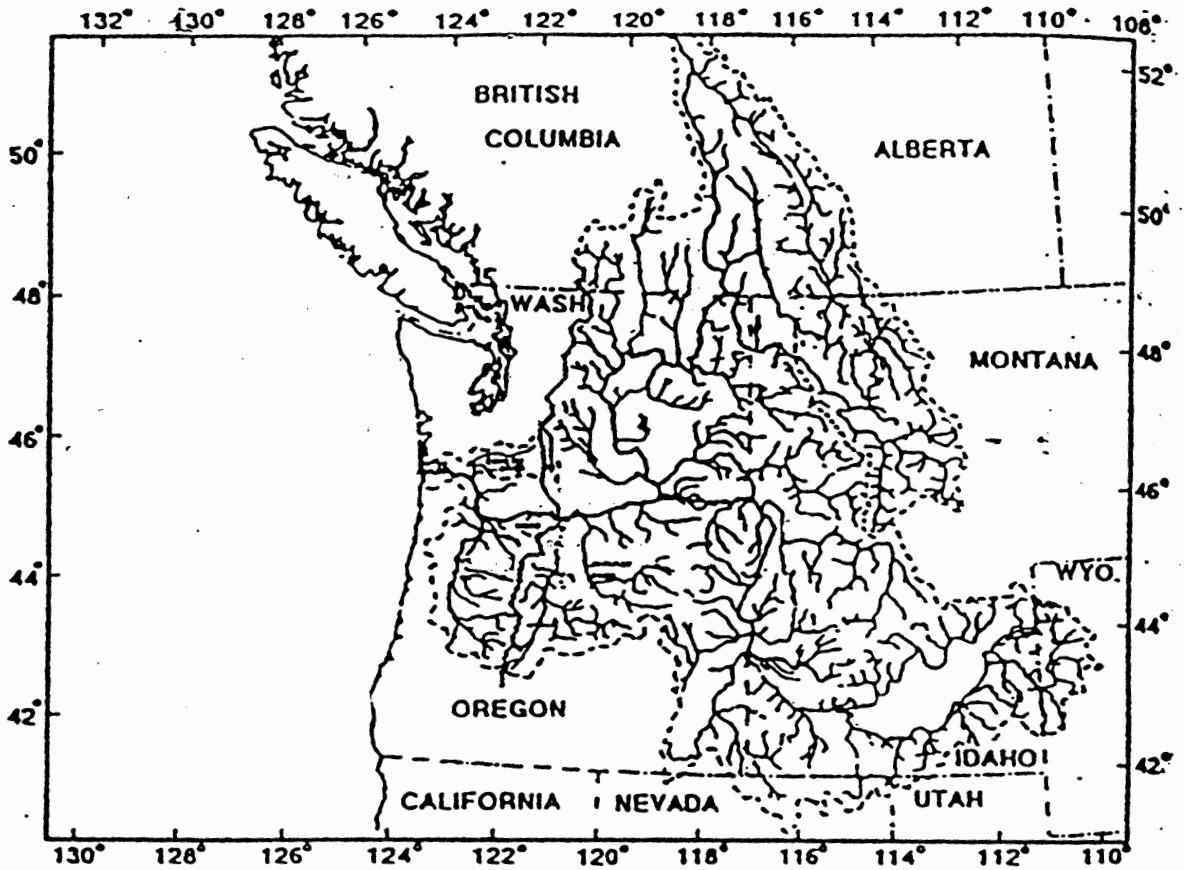 132° 130° 128° 126° 124° 122° 120° 118° 116° 114° 112° 110° 108°
52°
BRITISH
COLUMBIA
ALBERTA
50°
50°
WASH
48°
MONTANA
48°
46°
46°
WYO.
44°
44°
OREGON
42°
IDAHO
42°
CALIFORNIA NEVADA UTAH
130° 128° 126° 124° 122° 120° 118° 116° 114° 112° 110°